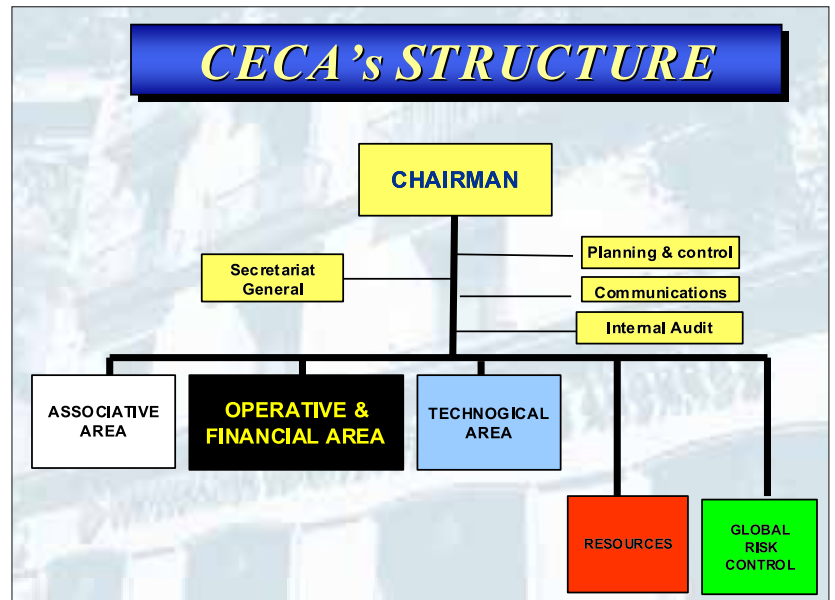 CECA's STRUCTURE
CHAIRMAN
Secretariat
General
Planning & control
Communications
Internal Audit
ASSOCIATIVE
AREA
OPERATIVE &
FINANCIAL AREA
TECHNOGICAL
AREA
RESOURCES
GLOBAL
RISK
CONTROL